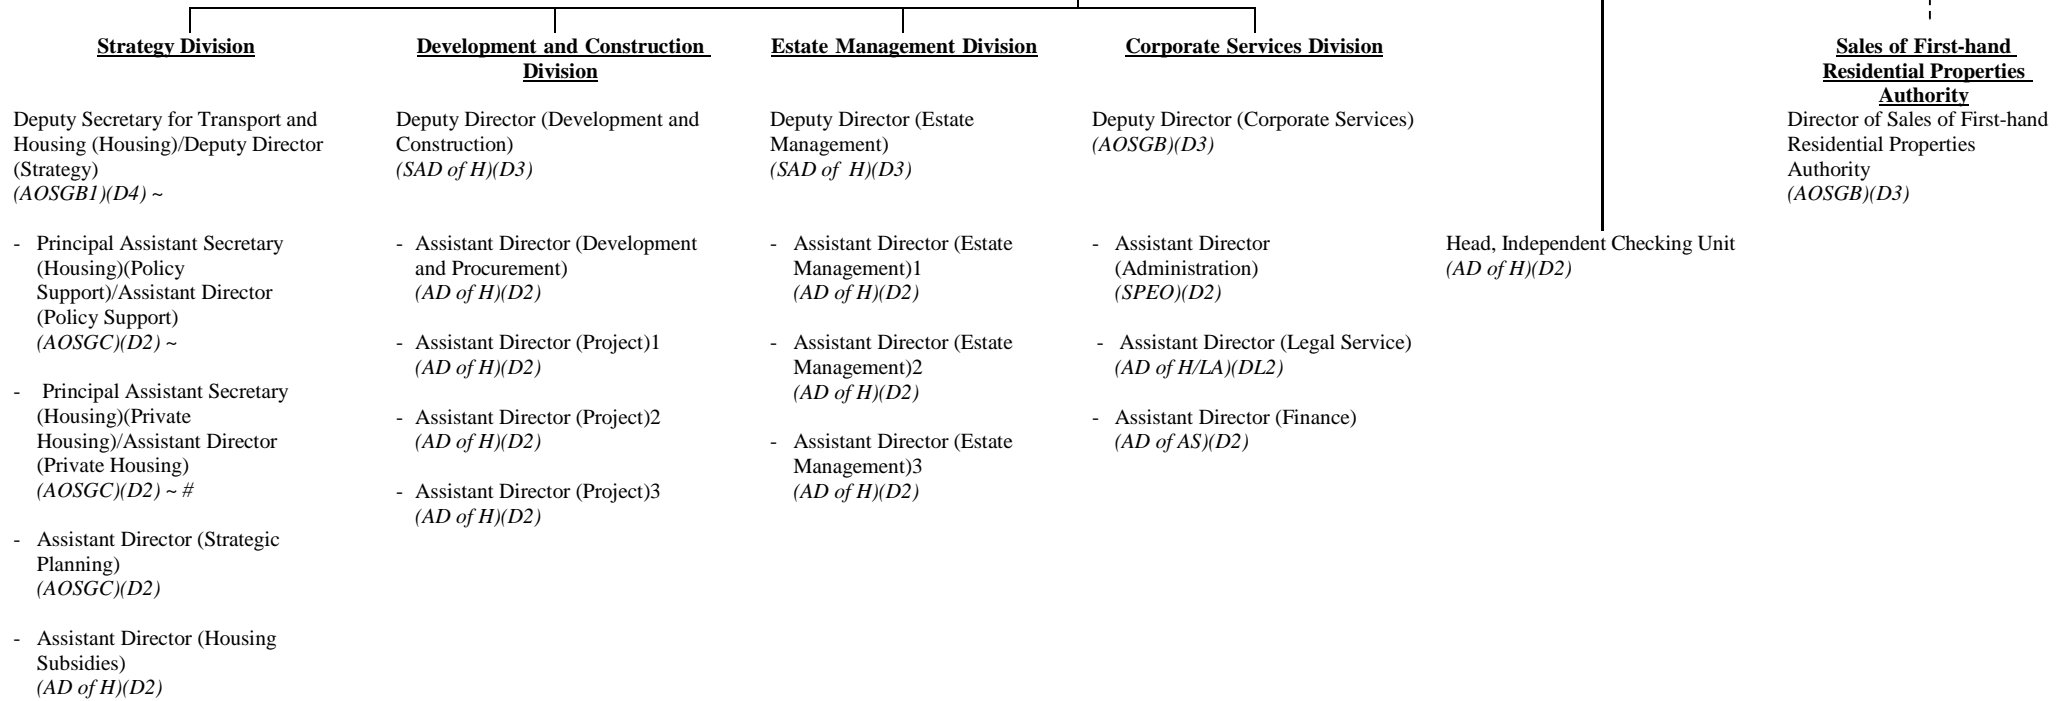 Strategy Division
Deputy Secretary for Transport and
Housing (Housing)/Deputy Director
(Strategy)
(AOSGB1)(D4) ~
- Principal Assistant Secretary
(Housing)(Policy
Support)/Assistant Director
(Policy Support)
(AOSGC)(D2) ~
- Principal Assistant Secretary
(Housing)(Private
Housing)/Assistant Director
(Private Housing)
(AOSGC)(D2) ~ #
- Assistant Director (Strategic
Planning)
(AOSGC)(D2)
- Assistant Director (Housing
Subsidies)
(AD of H)(D2)
Development and Construction
Division
Deputy Director (Development and
Construction)
(SAD of H)(D3)
- Assistant Director (Development
and Procurement)
(AD of H)(D2)
- Assistant Director (Project)1
(AD of H)(D2)
- Assistant Director (Project)2
(AD of H)(D2)
- Assistant Director (Project)3
(AD of H)(D2)
Estate Management Division
Deputy Director (Estate
Management)
(SAD of H)(D3)
- Assistant Director (Estate
Management)1
(AD of H)(D2)
- Assistant Director (Estate
Management)2
(AD of H)(D2)
- Assistant Director (Estate
Management)3
(AD of H)(D2)
Corporate Services Division
Deputy Director (Corporate Services)
(AOSGB)(D3)
- Assistant Director
(Administration)
(SPEO)(D2)
- Assistant Director (Legal Service)
(AD of H/LA)(DL2)
- Assistant Director (Finance)
(AD of AS)(D2)
Head, Independent Checking Unit
(AD of H)(D2)
Sales of First-hand
Residential Properties
Authority
Director of Sales of First-hand
Residential Properties
Authority
(AOSGB)(D3)